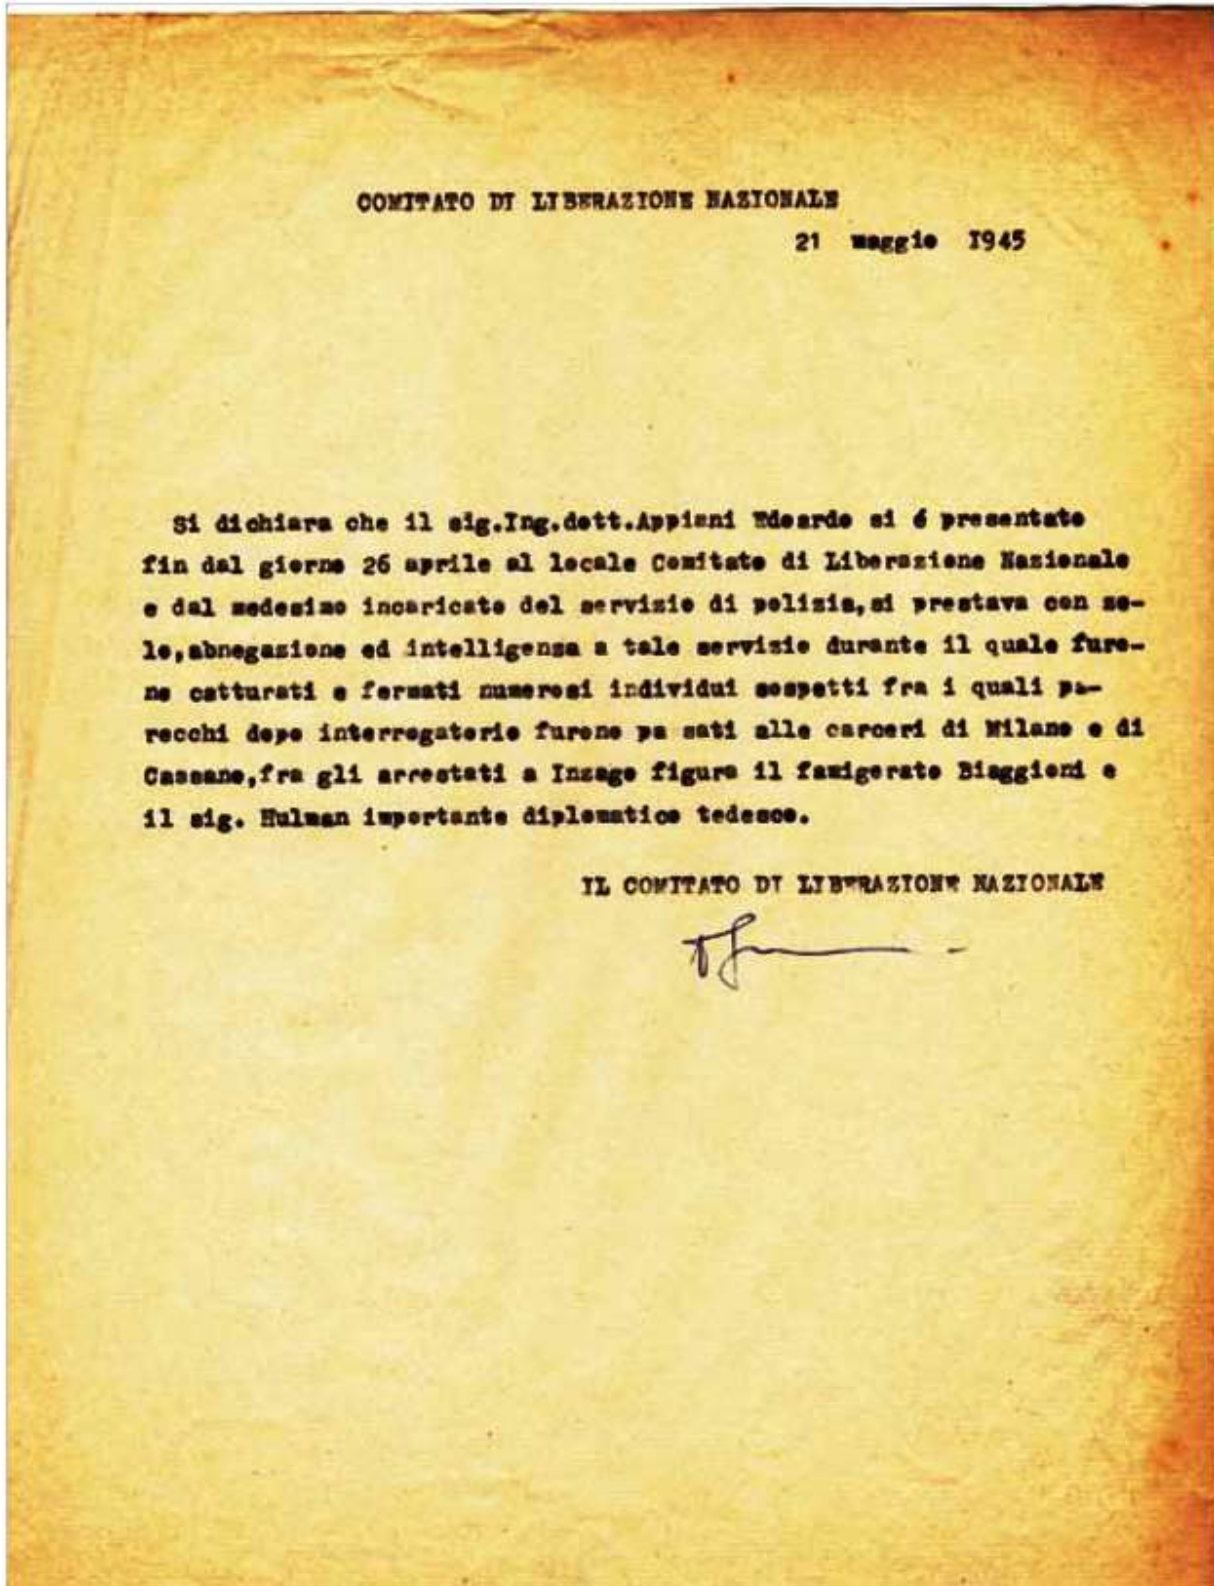 COMITATO DI LIBERAZIONE NAZIONALE
21 maggio I945
Si dichiara che il sig.Ing.dott.Appiani Edoardo si é presentato
fin dal giorno 26 aprile al locale Comitato di Liberazione Nazionale
e dal medesimo incaricato del servizio di polizia,si prestava con ze-
lo,abnegazione ed intelligenza a tale servizio durante il quale furo-
no catturati e fermati numerosi individui sospetti fra i quali pa-
recchi dopo interrogatorio furono pa sati alle carceri di Milano e di
Cassano,fra gli arrestati a Inzago figura il famigerato Biaggioni e
il sig. Hulman importante diplomatico tedesco.
IL COMITATO DI LIBERAZIONE NAZIONALE